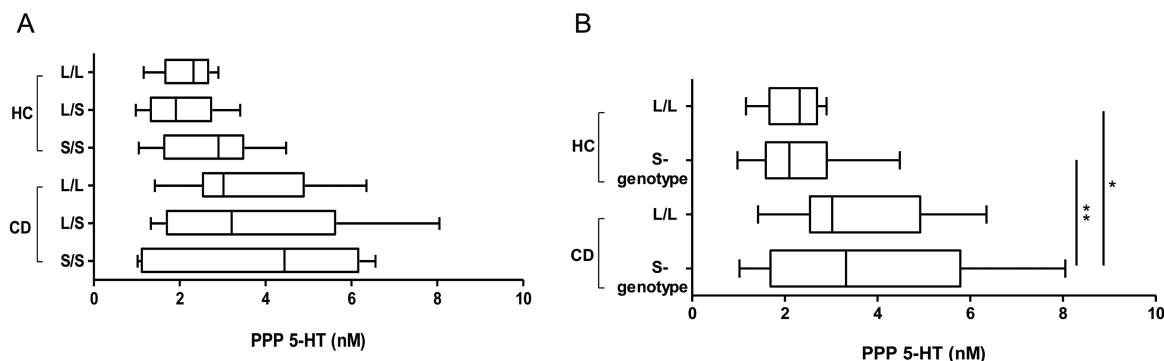 A
HC
L/L
L/S
S/S
CD
L/L
L/S
S/S
0 2 4 6 8 10
PPP 5-HT (nM)
B
HC
L/L
S-
genotype
CD
L/L
S-
genotype
**
*
0 2 4 6 8 10
PPP 5-HT (nM)